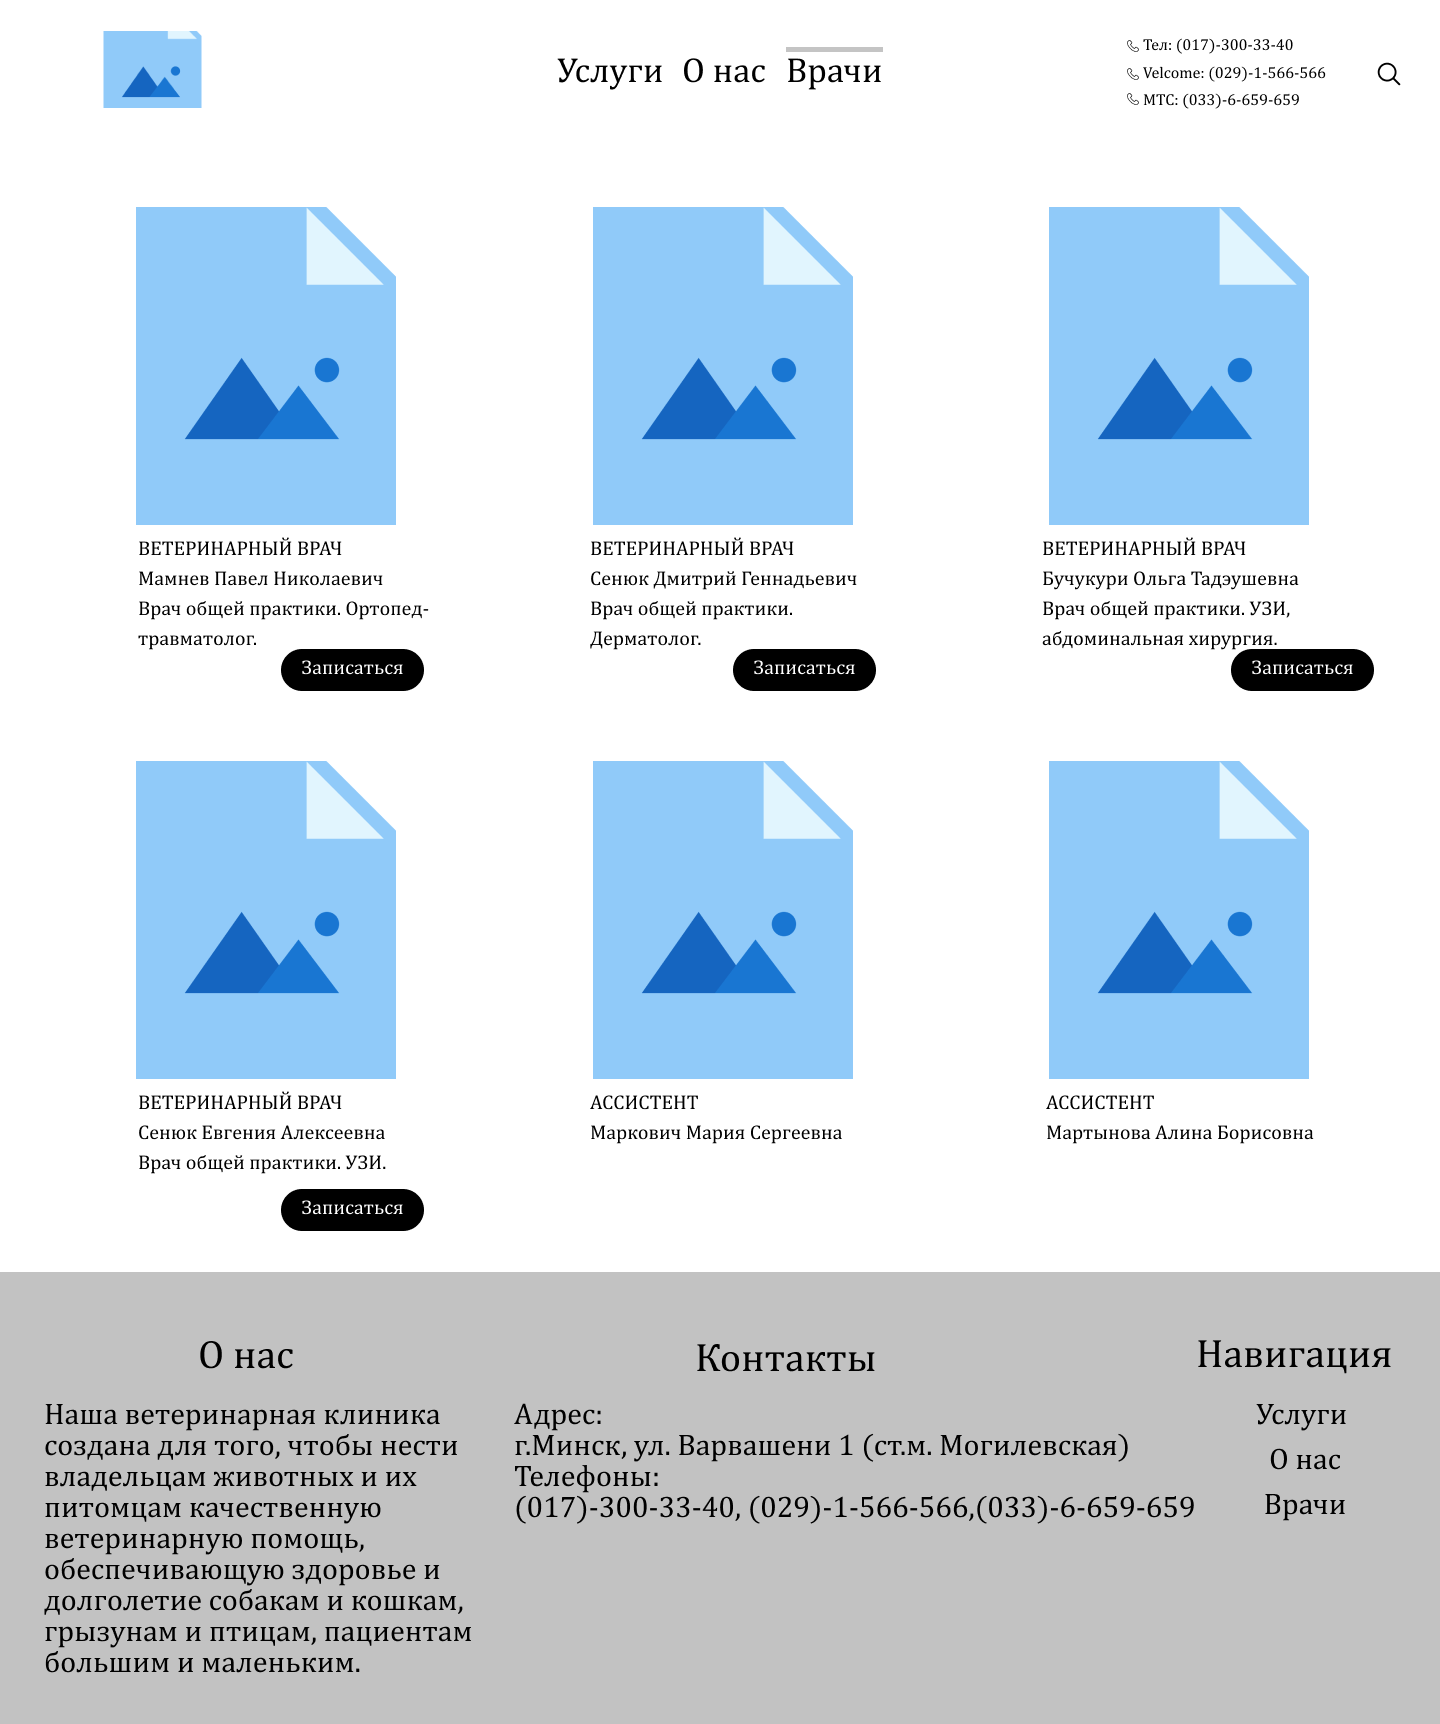 Услуги О нас Врачи
Тел: (017)-300-33-40
Velcome: (029)-1-566-566
МТС: (033)-6-659-659
ВЕТЕРИНАРНЫЙ ВРАЧ
Мамнев Павел Николаевич
Врач общей практики. Ортопед-
травматолог.
Записаться
ВЕТЕРИНАРНЫЙ ВРАЧ
Сенюк Дмитрий Геннадьевич
Врач общей практики.
Дерматолог.
Записаться
ВЕТЕРИНАРНЫЙ ВРАЧ
Бучукури Ольга Тадэушевна
Врач общей практики. УЗИ,
абдоминальная хирургия.
Записаться
ВЕТЕРИНАРНЫЙ ВРАЧ
Сенюк Евгения Алексеевна
Врач общей практики. УЗИ.
Записаться
АССИСТЕНТ
Маркович Мария Сергеевна
АССИСТЕНТ
Мартынова Алина Борисовна
О нас
Наша ветеринарная клиника
создана для того, чтобы нести
владельцам животных и их
питомцам качественную
ветеринарную помощь,
обеспечивающую здоровье и
долголетие собакам и кошкам,
грызунам и птицам, пациентам
большим и маленьким.
Контакты
Адрес:
г.Минск, ул. Варвашени 1 (ст.м. Могилевская)
Телефоны:
(017)-300-33-40, (029)-1-566-566,(033)-6-659-659
Навигация
Услуги
О нас
Врачи